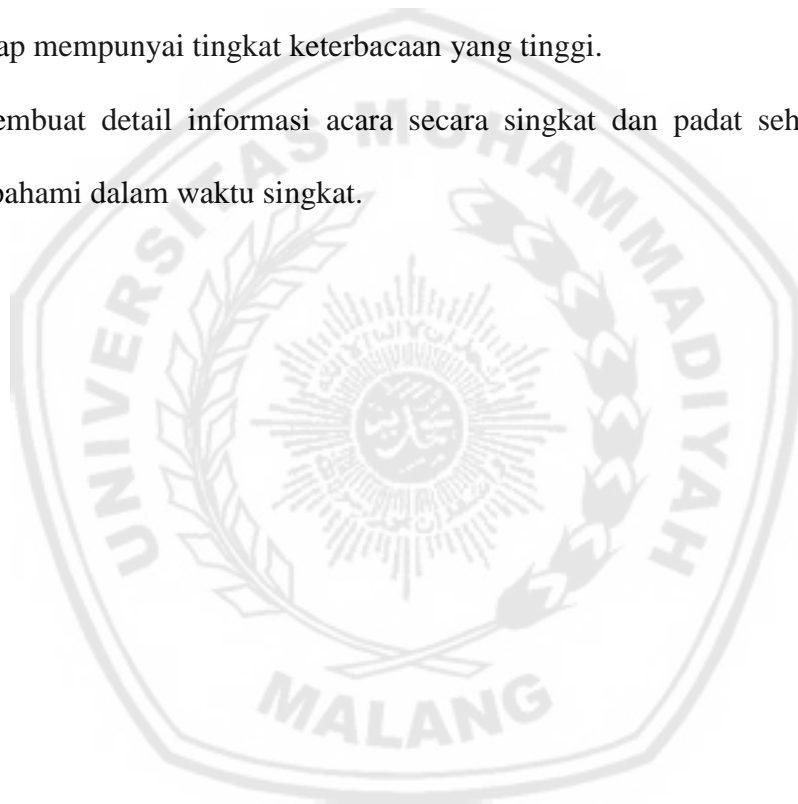 ap mempunyai tingkat keterbacaan yang tinggi.
embuat detail informasi acara secara singkat dan padat seh
pahami dalam waktu singkat.
UNIVERSITAS MUHAMMADIYAH
MALANG